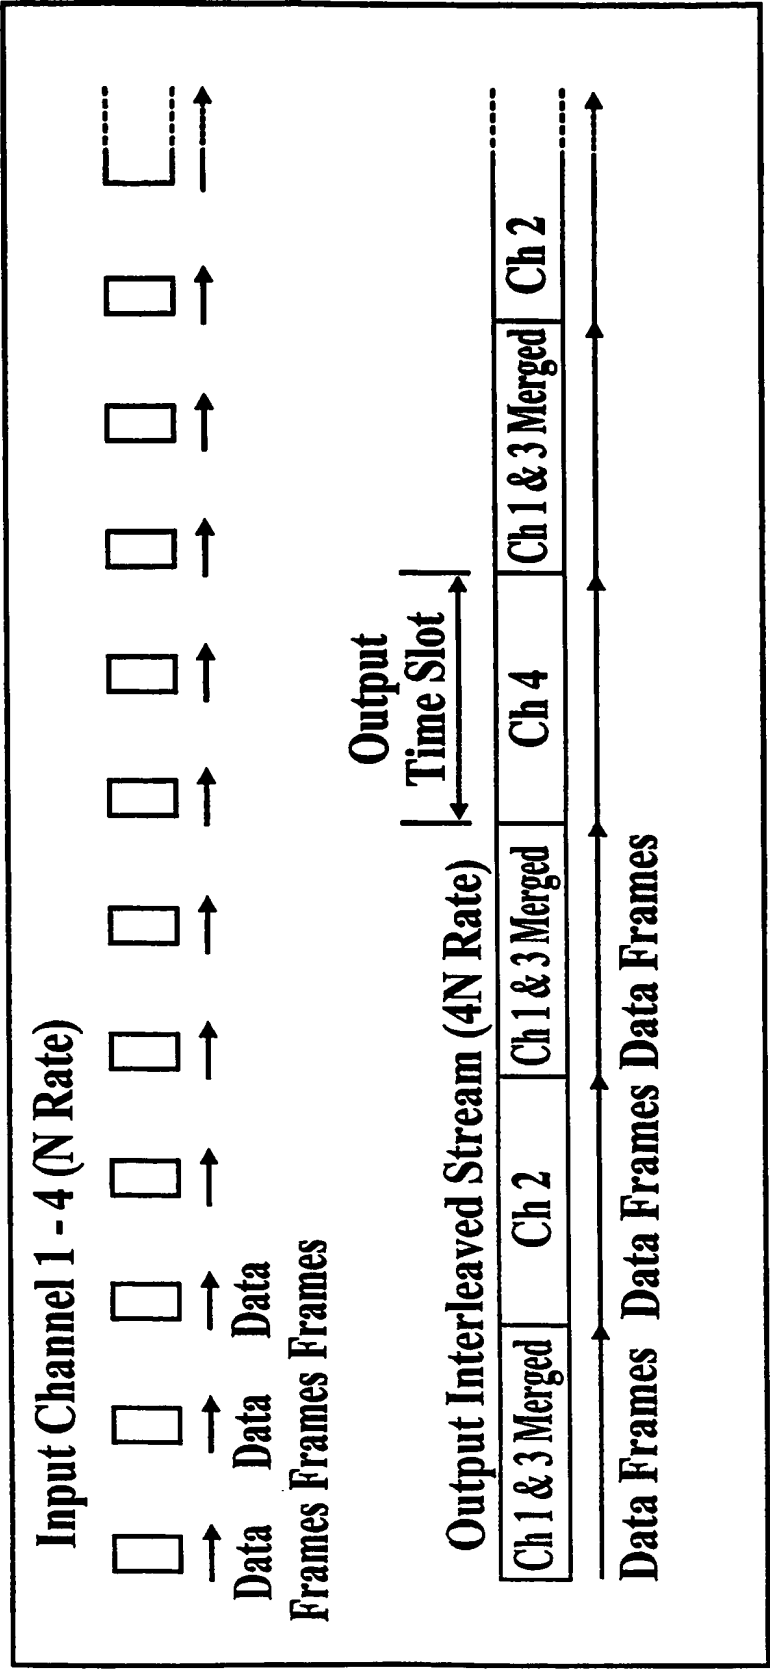 Input Channel 1 - 4 (N Rate)
Data Data Data
Frames Frames Frames
Output
Time Slot
Output Interleaved Stream (4N Rate)
Ch 1 & 3 Merged
Ch 2
Ch 1 & 3 Merged
Ch 4
Ch 1 & 3 Merged
Ch 2
Data Frames Data Frames Data Frames